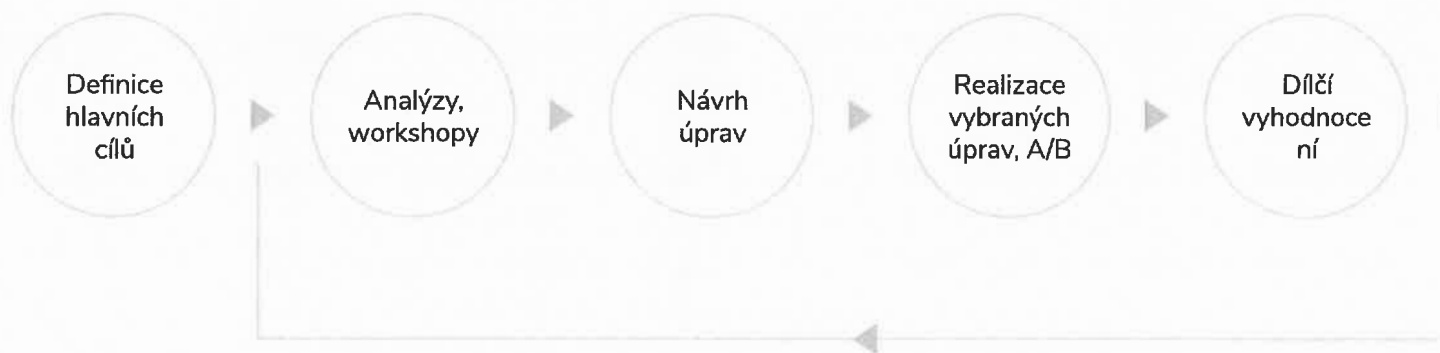 Definice
hlavních
cílů
Analýzy,
workshopy
Návrh
úprav
Realizace
vybraných
úprav, A/B
Dílčí
vyhodnoce
ní